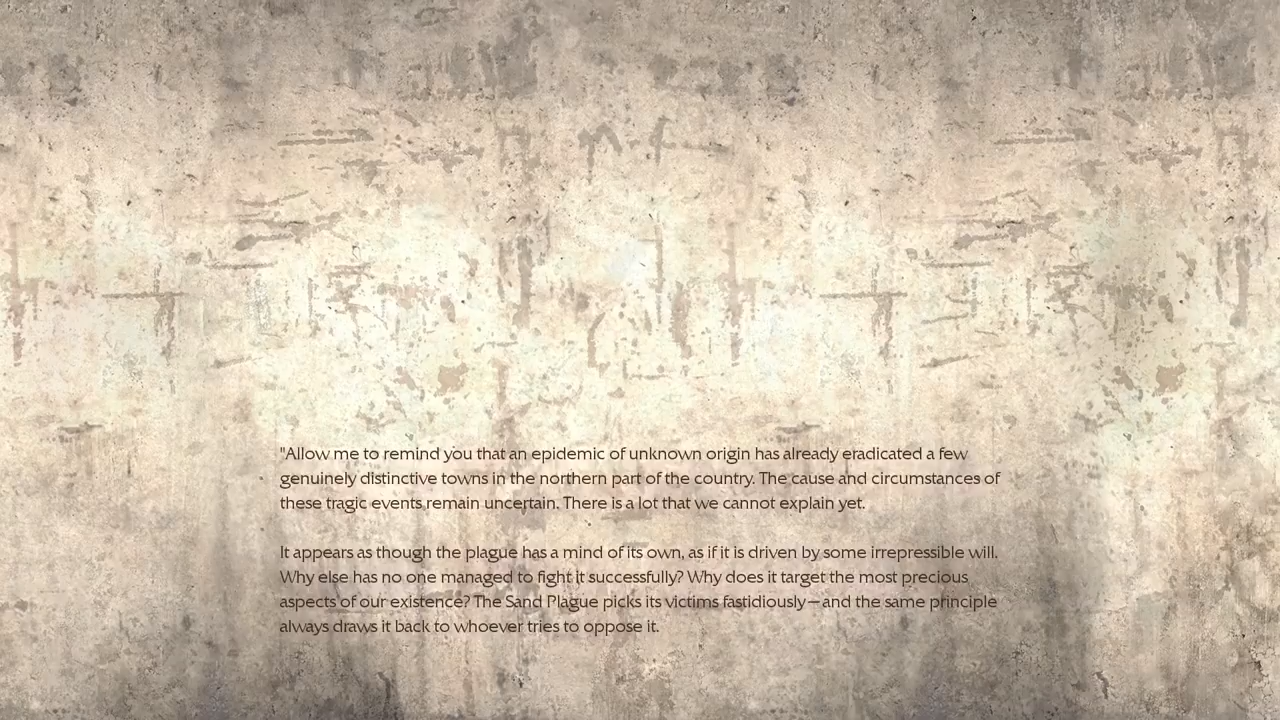 "Allow me to remind you that an epidemic of unknown origin has already eradicated a few
genuinely distinctive towns in the northern part of the country. The cause and circumstances of
these tragic events remain uncertain. There is a lot that we cannot explain yet.
It appears as though the plague has a mind of its own, as if it is driven by some irrepressible will.
Why else has no one managed to fight it successfully? Why does it target the most precious
aspects of our existence? The Sand Plague picks its victims fastidiously—and the same principle
always draws it back to whoever tries to oppose it.